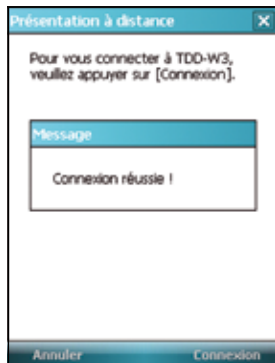 Présentation à distance
Pour vous connecter à TDD-W3,
veuillez appuyer sur [Connexion].
Message
Connexion réussie !
Annuler Connexion